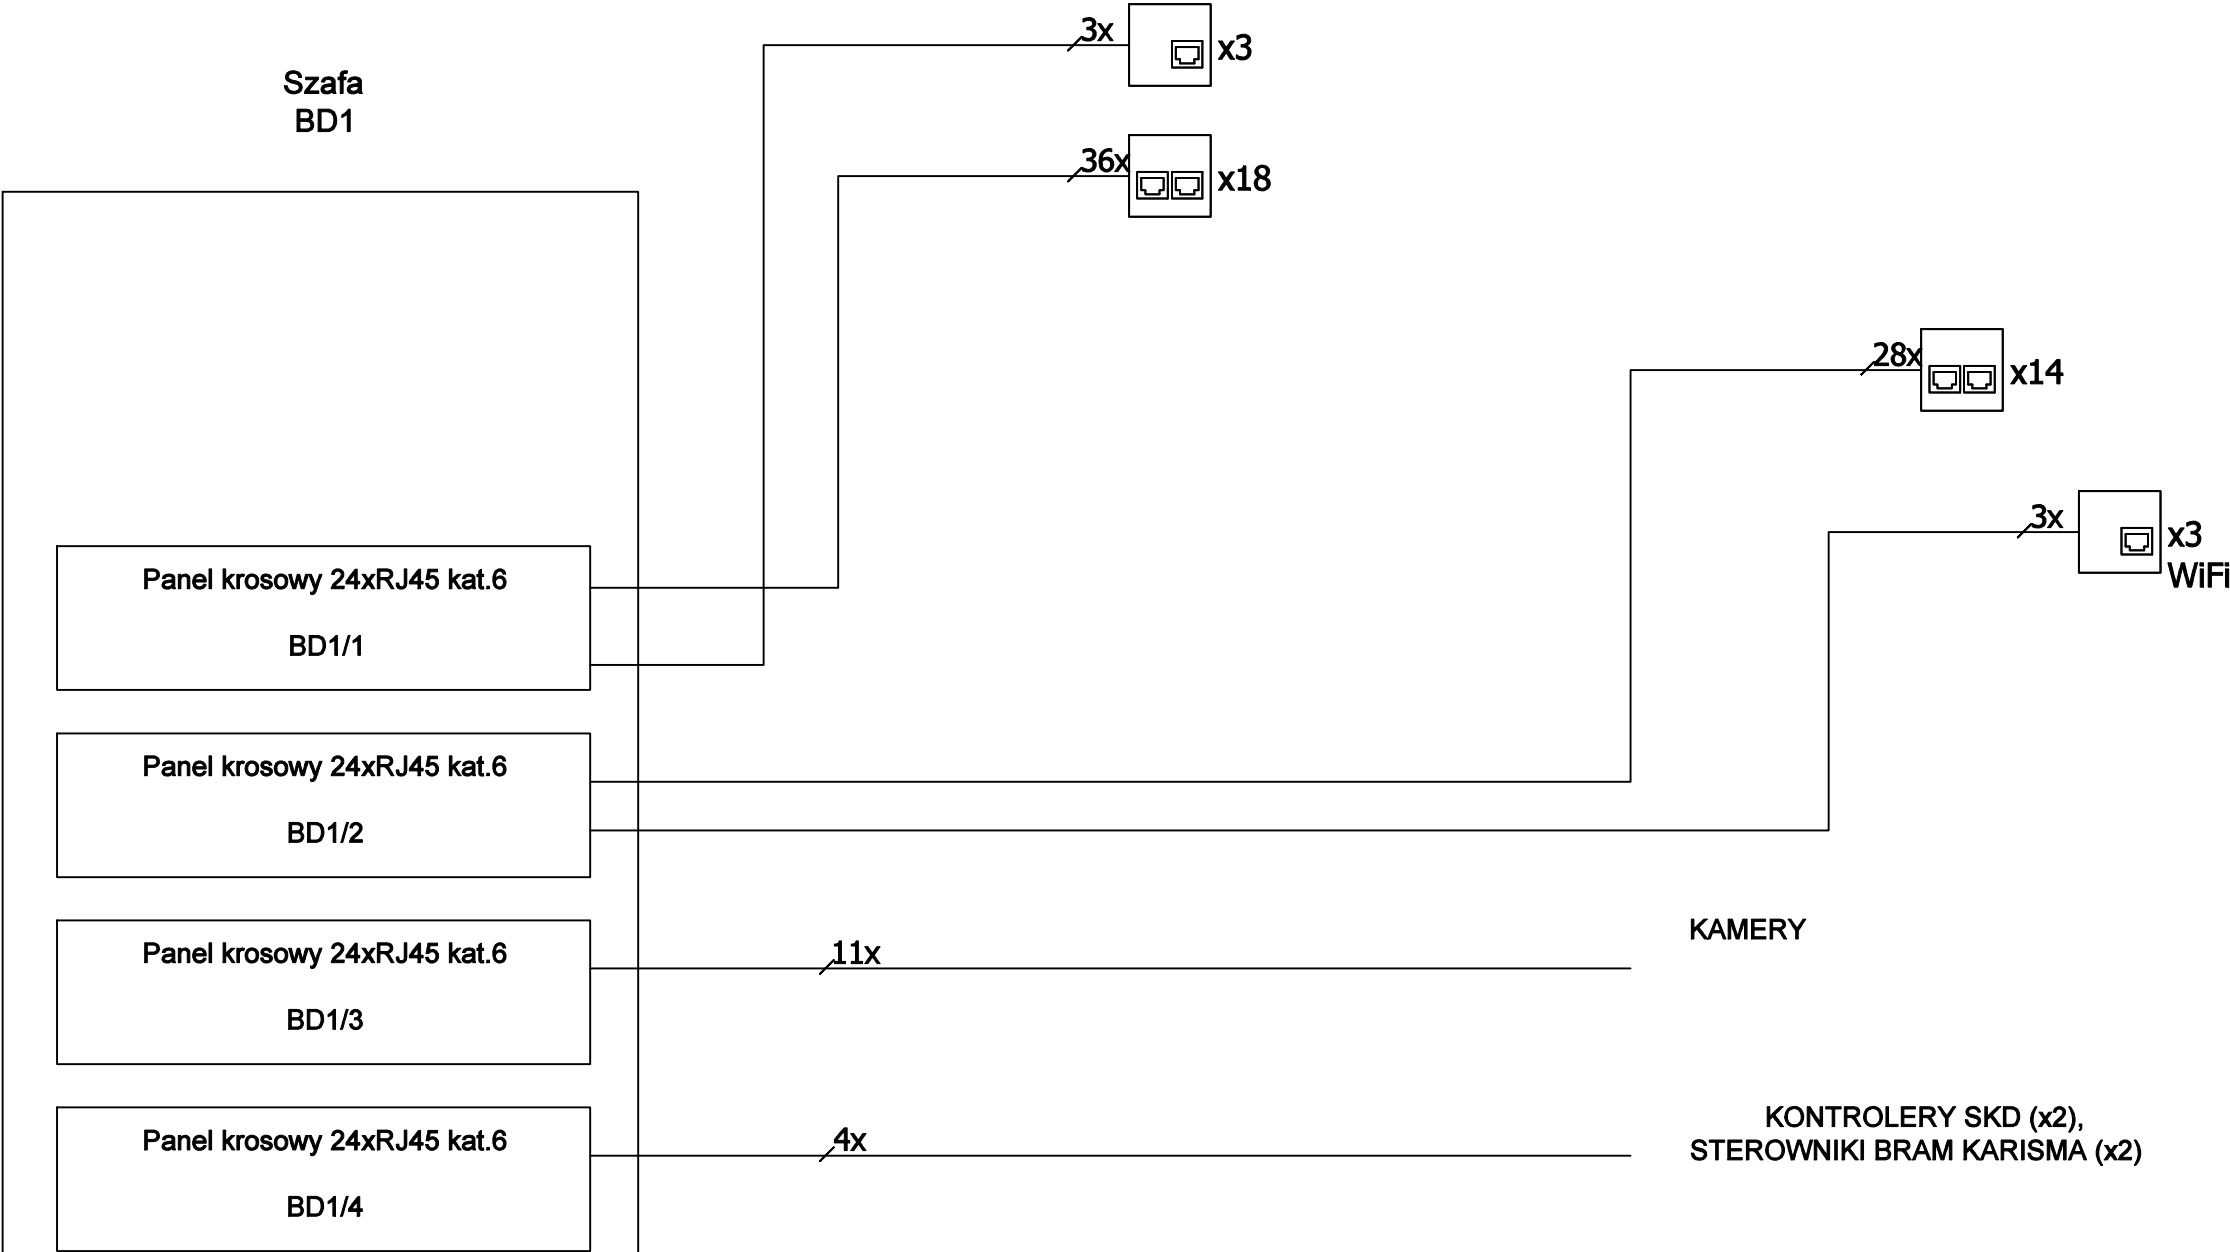 3x
x3
Szafa
BD1
36x
x18
28x
x14
3x
x3
WiFi
Panel krosowy 24xRJ45 kat.6
BD1/1
Panel krosowy 24xRJ45 kat.6
BD1/2
KAMERY
Panel krosowy 24xRJ45 kat.6
11x
BD1/3
KONTROLERY SKD (x2),
STEROWNIKI BRAM KARISMA (x2)
Panel krosowy 24xRJ45 kat.6
4x
BD1/4